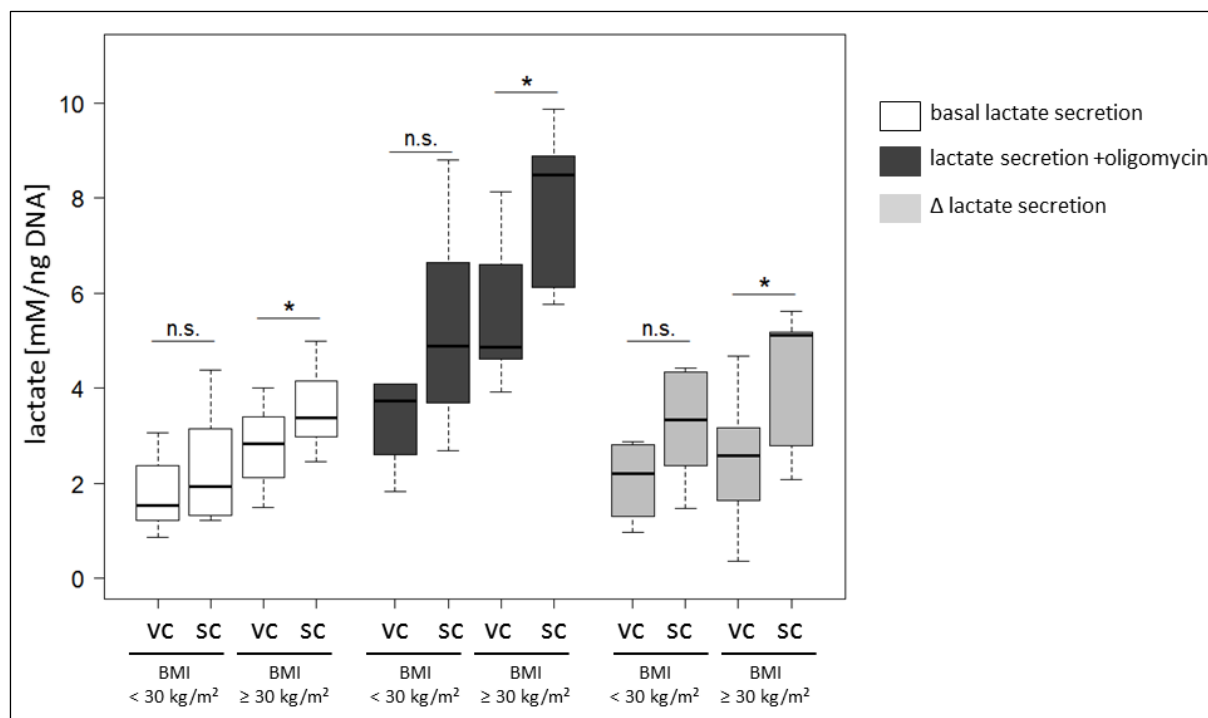 lactate [mM/ng DNA]
10
8
6
4
2
0
n.s.
*
n.s.
*
n.s.
*
VC SC VC SC VC SC VC SC VC SC VC SC
BMI
< 30 kg/m²
BMI
≥ 30 kg/m²
BMI
< 30 kg/m²
BMI
≥ 30 kg/m²
BMI
< 30 kg/m²
BMI
≥ 30 kg/m²
basal lactate secretion
lactate secretion +oligomycin
Δ lactate secretion